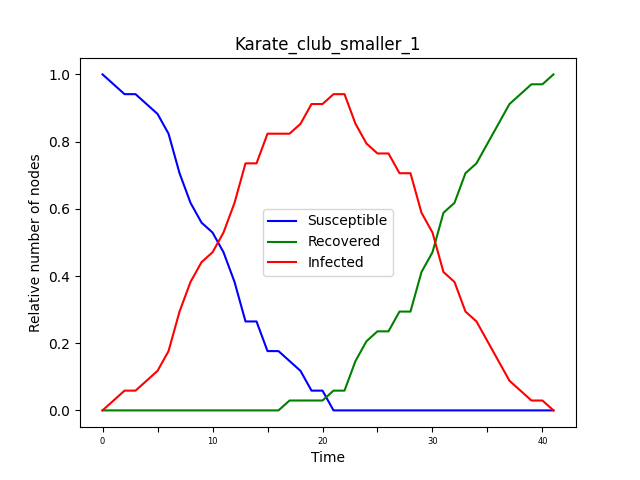 Karate_club_smaller_1
Relative number of nodes
1.0
0.8
0.6
0.4
0.2
0.0
Susceptible
Recovered
Infected
0 10 20 30 40
Time